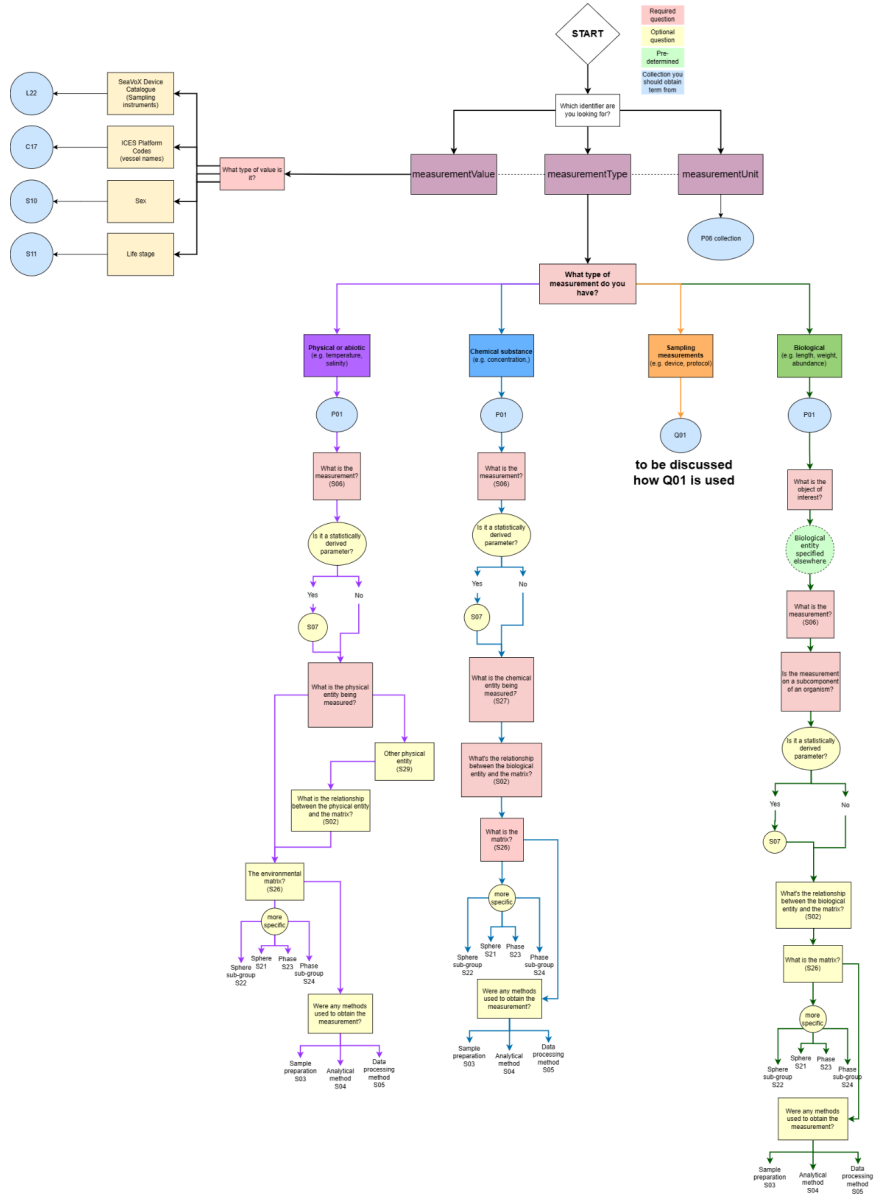 START
Required
question
Optional
question
Pre-
determined
Collection you
should obtain
term from
Which identifier are
you looking for?
L22
SeaVoX Device
Catalogue
(Sampling
instruments)
C17
ICES Platform
Codes
(vessel names)
S10
Sex
S11
Life stage
What type of value is
it?
measurementValue
measurementType
measurementUnit
P06 collection
What type of
measurement do you
have?
Physical or abiotic
(e.g. temperature,
salinity)
P01
What is the
measurement?
(S06)
Is it a statistically
derived
parameter?
Yes
No
S07
What is the physical
entity being
measured?
Other physical
entity
(S29)
What is the relationship
between the physical entity
and the matrix?
(S02)
The environmental
matrix?
(S26)
more
specific
Sphere
sub-group
S22
Sphere
S21
Phase
S23
Phase
sub-group
S24
Were any methods
used to obtain the
measurement?
Sample
preparation
S03
Analytical
method
S04
Data
processing
method
S05
Chemical substance
(e.g. concentration,)
P01
What is the
measurement?
(S06)
Is it a statistically
derived
parameter?
Yes
No
S07
What is the chemical
entity being
measured?
(S27)
What's the relationship
between the biological
entity and the matrix?
(S02)
What is the
matrix?
(S26)
more
specific
Sphere
sub-group
S22
Sphere
S21
Phase
S23
Phase
sub-group
S24
Were any methods
used to obtain the
measurement?
Sample
preparation
S03
Analytical
method
S04
Data
processing
method
S05
Sampling
measurements
(e.g. device, protocol)
Q01
to be discussed
how Q01 is used
Biological
(e.g. length, weight,
abundance)
P01
What is the
object of
interest?
Biological
entity
specified
elsewhere
What is the
measurement?
(S06)
Is the measurement
on a subcomponent
of an organism?
Is it a statistically
derived
parameter?
Yes
No
S07
What's the relationship
between the biological
entity and the matrix?
(S02)
What is the matrix?
(S26)
more
specific
Sphere
sub-group
S22
Sphere
S21
Phase
S23
Phase
sub-group
S24
Were any methods
used to obtain the
measurement?
Sample
preparation
S03
Analytical
method
S04
Data
processing
method
S05